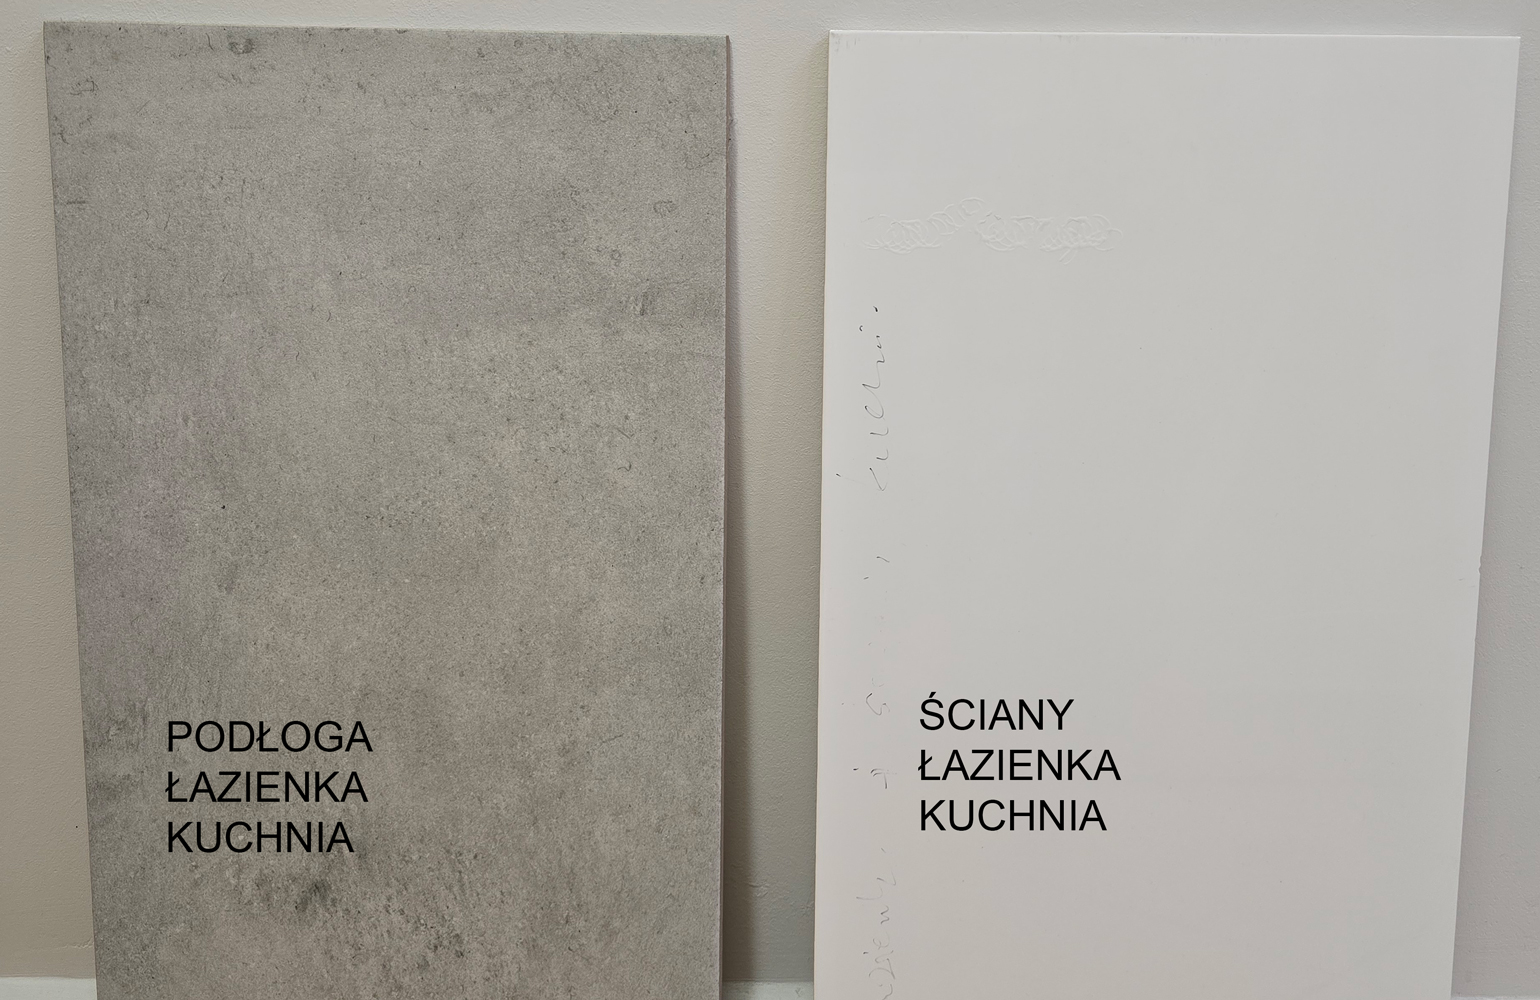 PODŁOGA
ŁAZIENKA
KUCHNIA
ŚCIANY
ŁAZIENKA
KUCHNIA